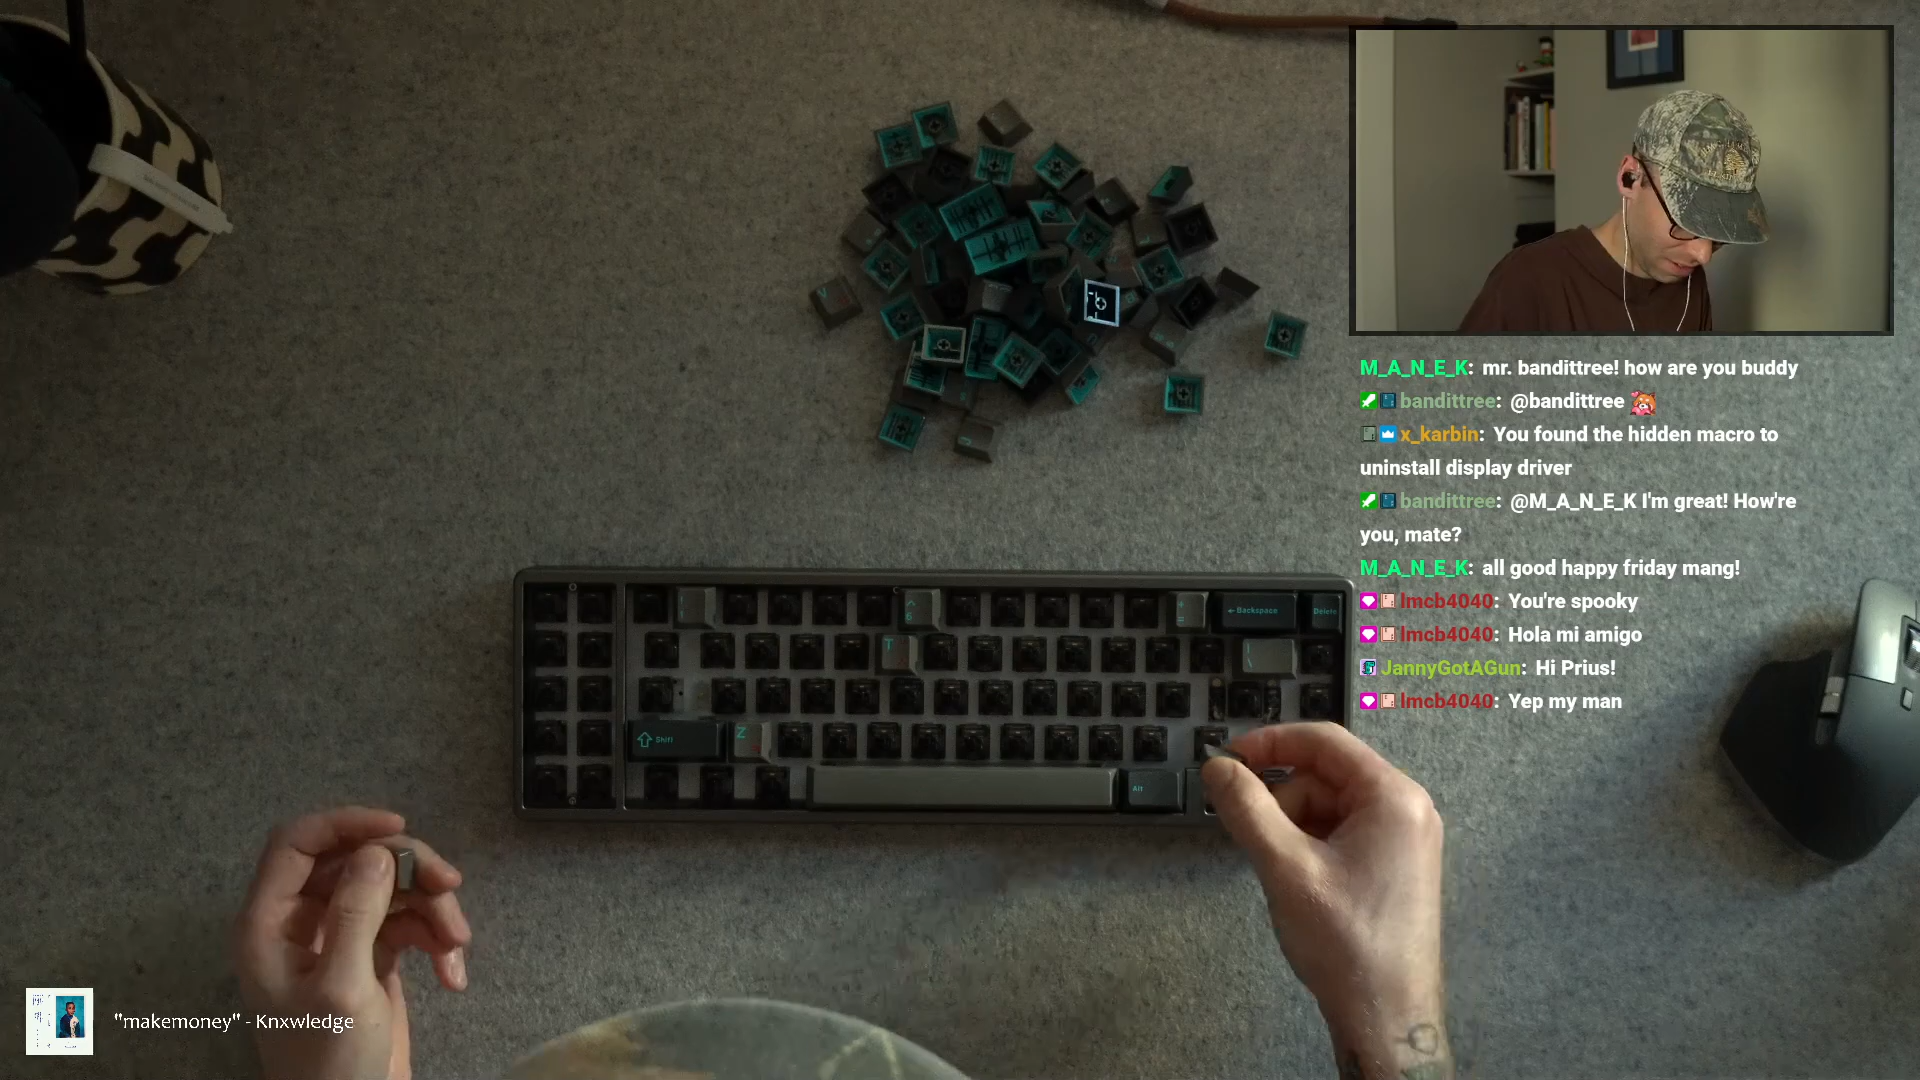 M_A_N_E_K: mr. bandittree! how are you buddy
bandittree: @bandittree
x_karbin: You found the hidden macro to
uninstall display driver
bandittree: @M_A_N_E_K I'm great! How're
you, mate?
M_A_N_E_K: all good happy friday mang!
lmcb4040: You're spooky
lmcb4040: Hola mi amigo
JannyGotAGun: Hi Prius!
lmcb4040: Yep my man
^
6
+
=
← Backspace
Delete
T
\
Shift
Z
Alt
"makemoney" - Knxwledge